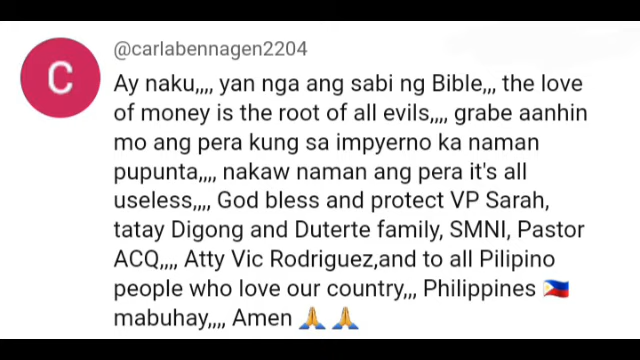 C
@carlabennagen2204
Ay naku,,,, yan nga ang sabi ng Bible,,, the love
of money is the root of all evils,,,, grabe aanhin
mo ang pera kung sa impyerno ka naman
pupunta,,,, nakaw naman ang pera it's all
useless,,,, God bless and protect VP Sarah,
tatay Digong and Duterte family, SMNI, Pastor
ACQ,,,, Atty Vic Rodriguez,and to all Pilipino
people who love our country,,, Philippines 🇵🇭
mabuhay,,,, Amen 🙏 🙏